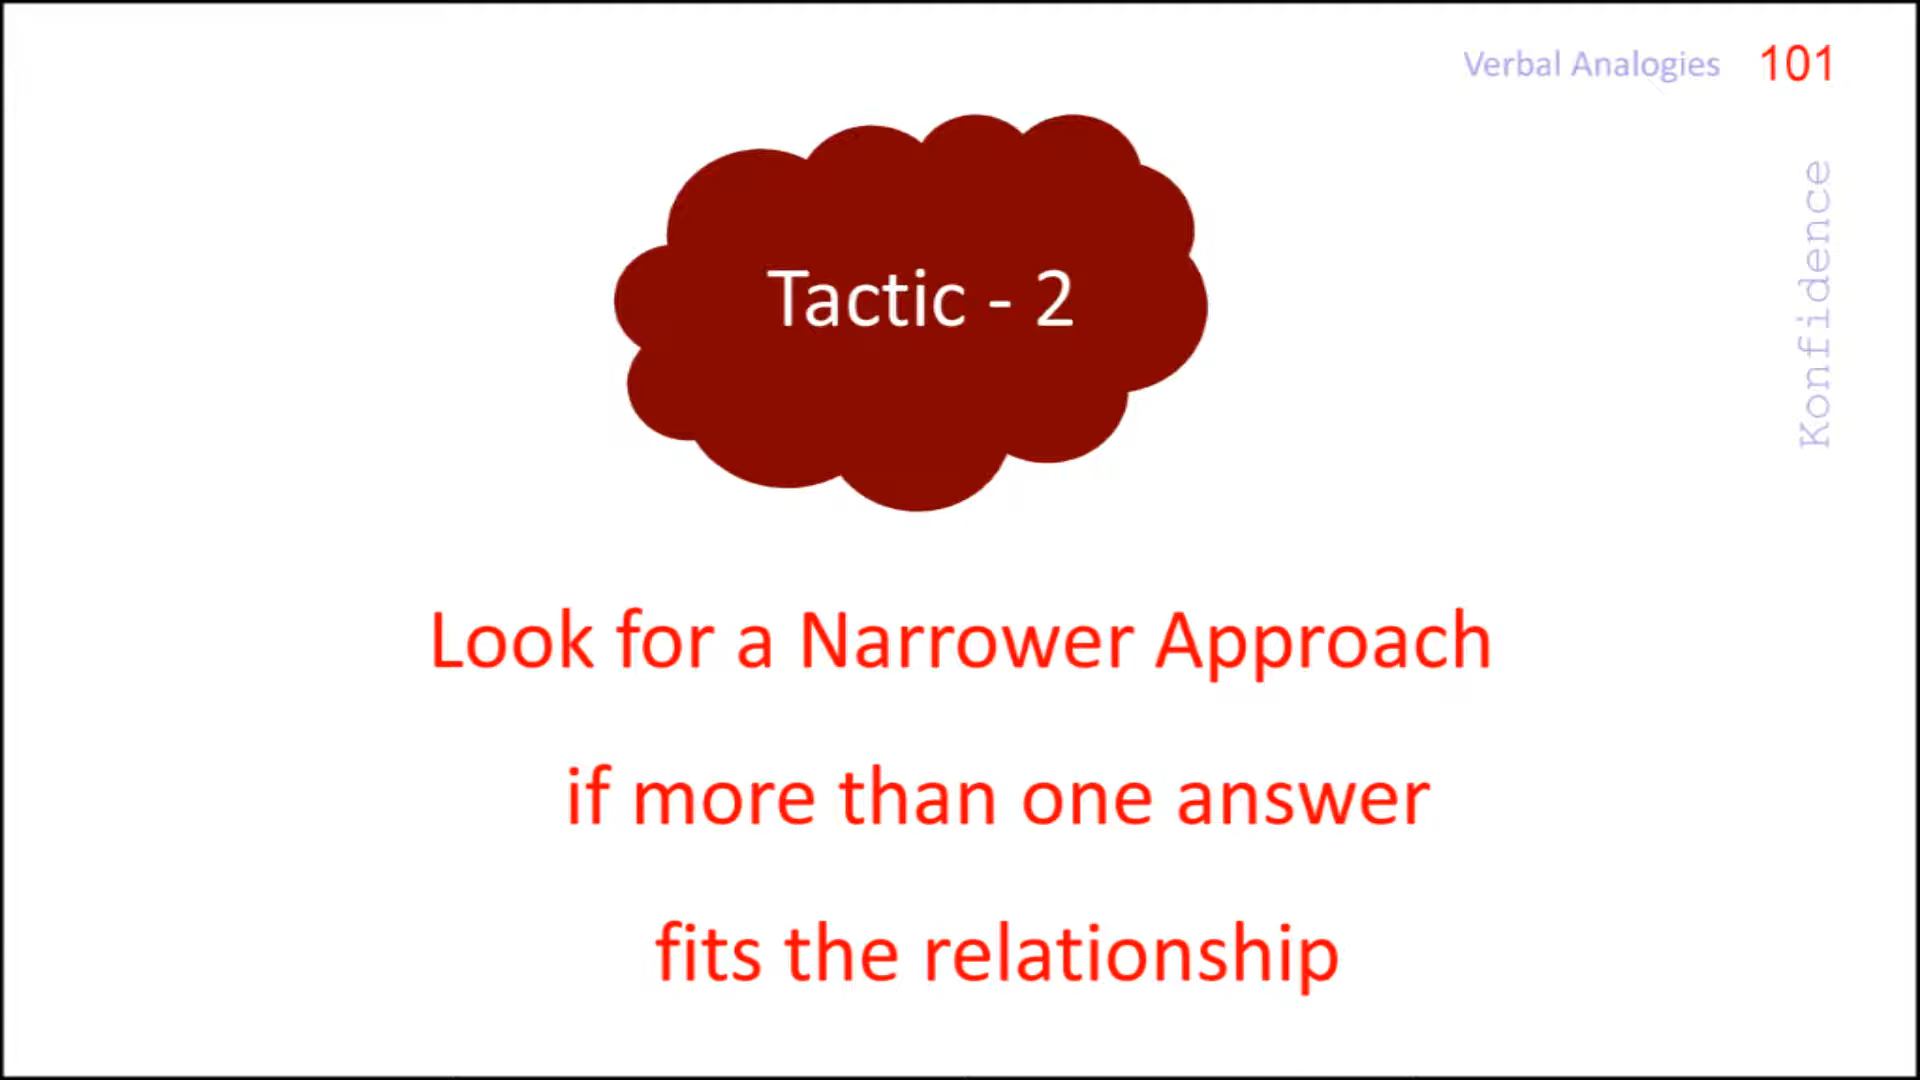 Verbal Analogies 101
Konfidence
Tactic - 2
Look for a Narrower Approach
if more than one answer
fits the relationship